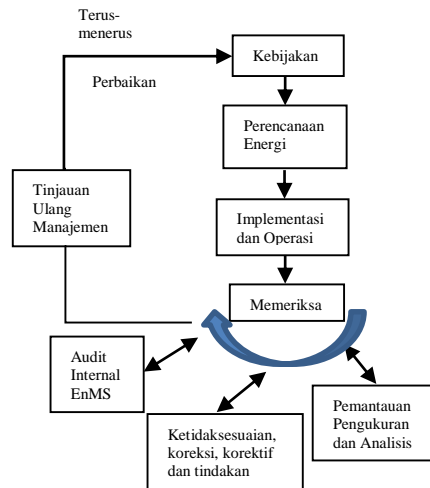 Terus-
menerus
Perbaikan
Kebijakan
Perencanaan
Energi
Tinjauan
Ulang
Manajemen
Implementasi
dan Operasi
Memeriksa
Audit
Internal
EnMS
Ketidaksesuaian,
koreksi, korektif
dan tindakan
Pemantauan
Pengukuran
dan Analisis